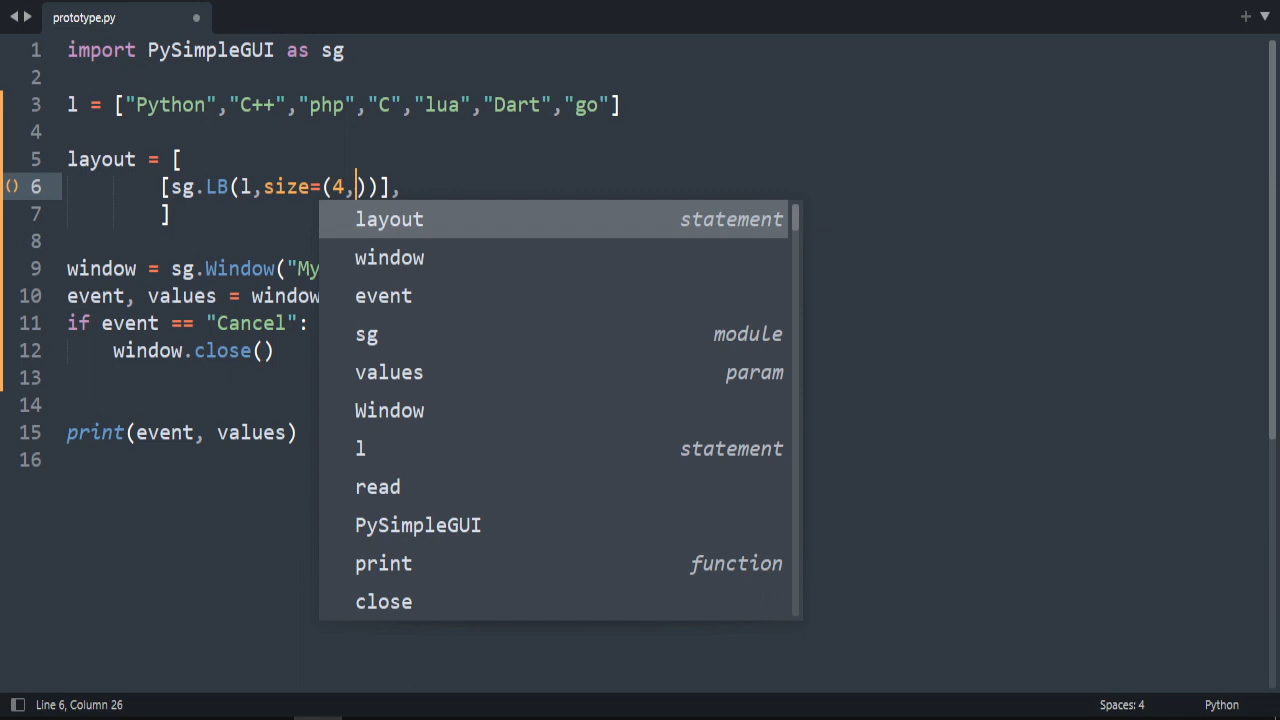 prototype.py
1 import PySimpleGUI as sg
2
3 l = ["Python","C++","php","C","lua","Dart","go"]
4
5 layout = [
() 6 [sg.LB(l,size=(4,))],
7 ]
8
9 window = sg.Window("My
10 event, values = window
11 if event == "Cancel":
12 window.close()
13
14
15 print(event, values)
16
layout statement
window
event
sg module
values param
Window
l statement
read
PySimpleGUI
print function
close
Line 6, Column 26 Spaces: 4 Python